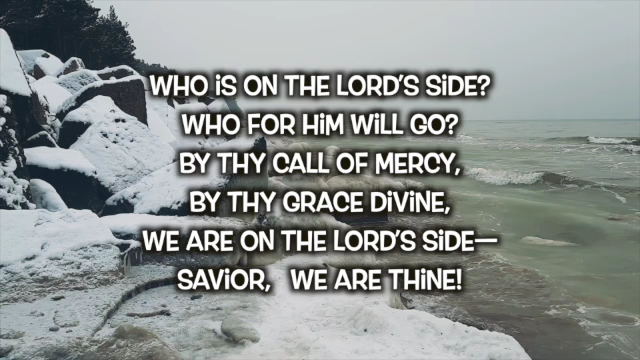 WHO iS ON THE LORD'S SiDE?
WHO FOR HiM WiLL GO?
BY THY CALL OF MERCY,
BY THY GRACE DiViNE,
WE ARE ON THE LORD'S SiDE—
SAViOR, WE ARE THiNE!